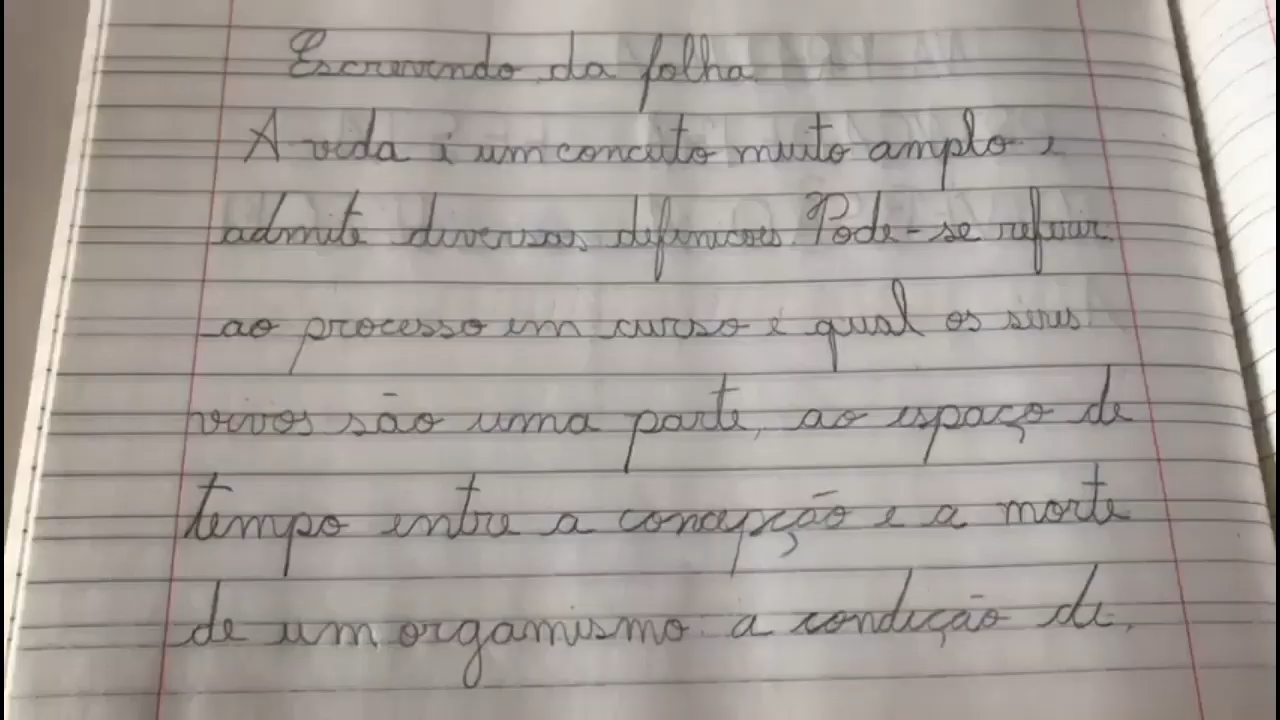 Escrevendo da folha
A vida é um conceito muito amplo e
admite diversas definicoes. Pode-se referir
ao processo em curso é qual os seres
vivos são uma parte, ao espaço de
tempo entre a concepção e a morte
de um organismo a condição de.